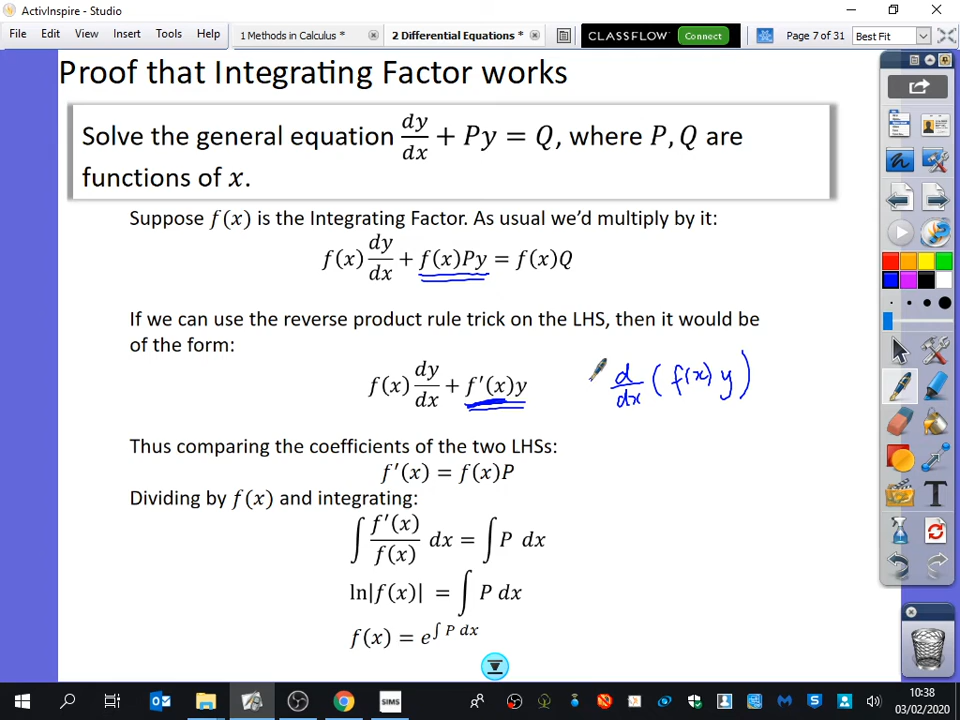 ActivInspire - Studio
File Edit View Insert Tools Help
1 Methods in Calculus *
2 Differential Equations *
CLASSFLOW Connect
Page 7 of 31
Best Fit
Proof that Integrating Factor works
Solve the general equation dy/dx + Py = Q, where P, Q are
functions of x.
Suppose f(x) is the Integrating Factor. As usual we'd multiply by it:
f(x) dy/dx + f(x)Py = f(x)Q
If we can use the reverse product rule trick on the LHS, then it would be
of the form:
f(x) dy/dx + f′(x)y
d/dx ( f(x) y )
Thus comparing the coefficients of the two LHSs:
f′(x) = f(x)P
Dividing by f(x) and integrating:
∫ f′(x)/f(x) dx = ∫ P dx
ln|f(x)| = ∫ P dx
f(x) = e^{∫ P dx}
SIMS
10:38
03/02/2020